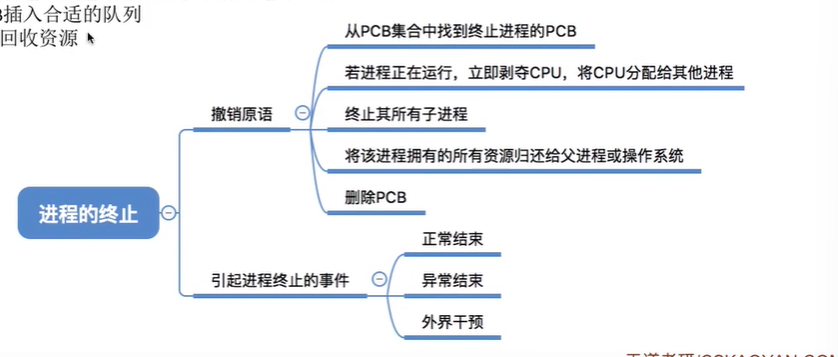 插入合适的队列
回收资源
从PCB集合中找到终止进程的PCB
若进程正在运行，立即剥夺CPU，将CPU分配给其他进程
撤销原语
终止其所有子进程
将该进程拥有的所有资源归还给父进程或操作系统
删除PCB
进程的终止
正常结束
引起进程终止的事件
异常结束
外界干预